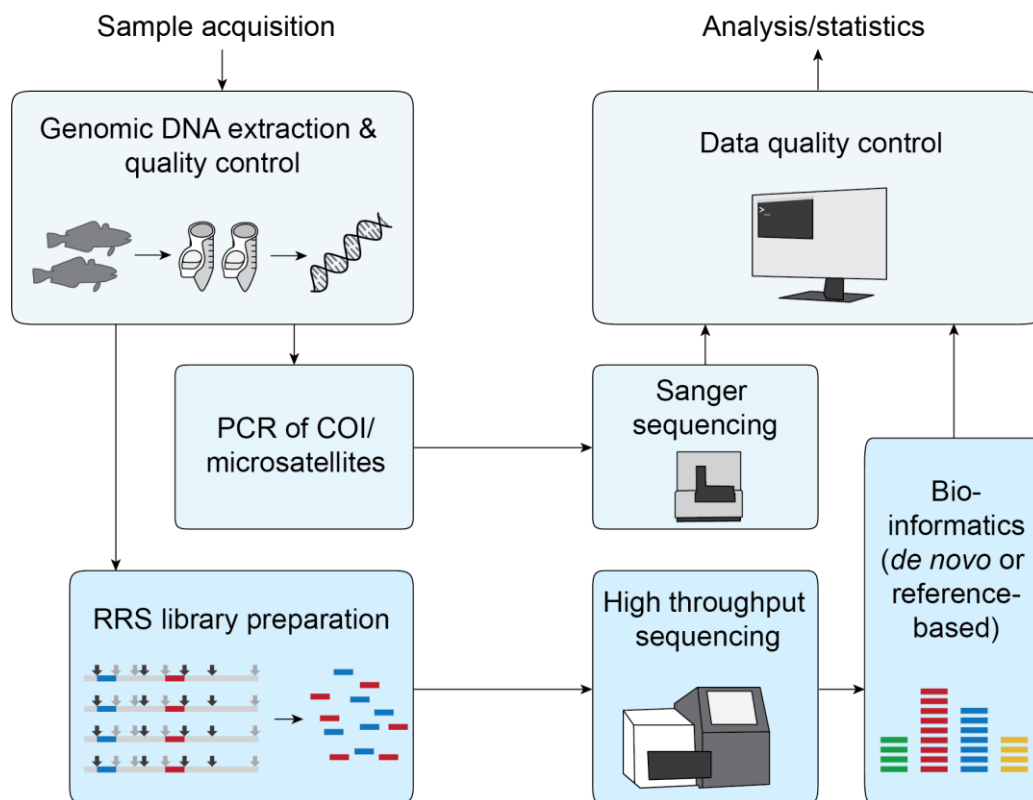 Sample acquisition
Genomic DNA extraction &
quality control
PCR of COI/
microsatellites
RRS library preparation
Analysis/statistics
Data quality control
>_
Sanger
sequencing
High throughput
sequencing
Bio-
informatics
(de novo or
reference-
based)